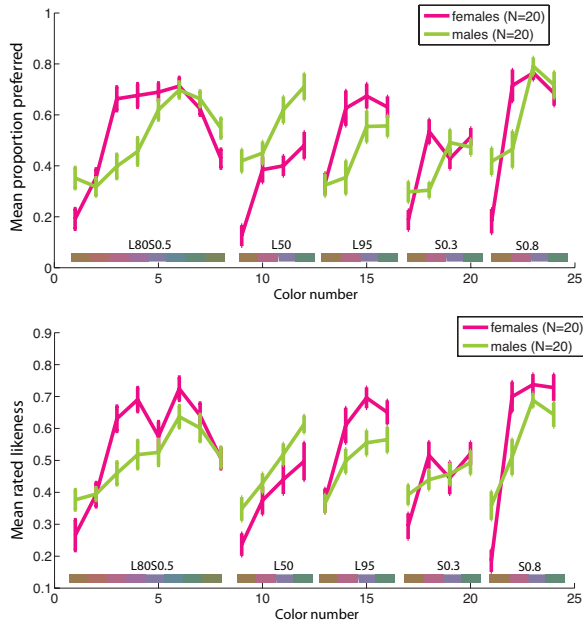 females (N=20)
males (N=20)
Mean proportion preferred
1
0.8
0.6
0.4
0.2
0
L80S0.5 L50 L95 S0.3 S0.8
0 5 10 15 20 25
Color number
females (N=20)
males (N=20)
Mean rated likeness
0.9
0.8
0.7
0.6
0.5
0.4
0.3
0.2
0.1
L80S0.5 L50 L95 S0.3 S0.8
0 5 10 15 20 25
Color number